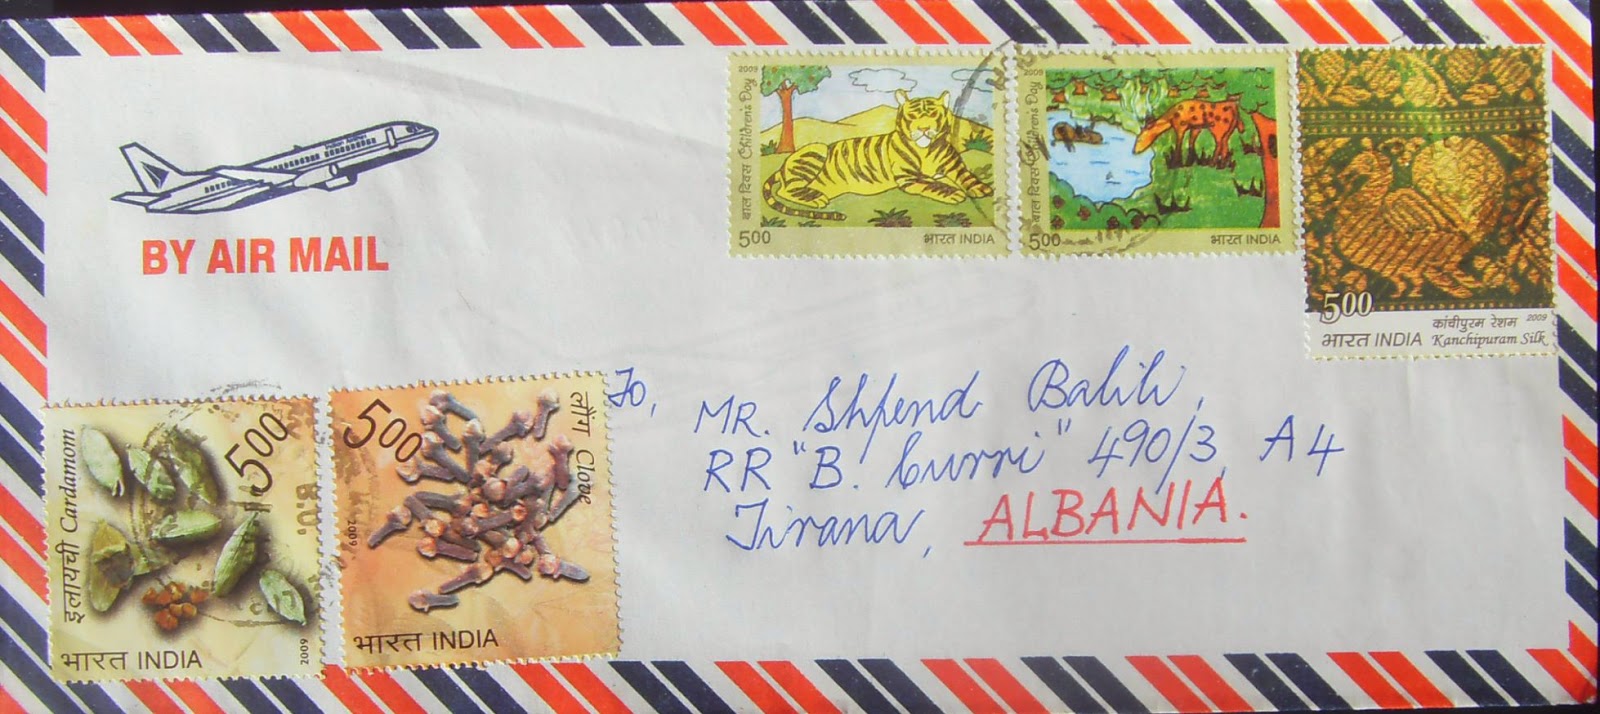 BY AIR MAIL
2009
बाल दिवस Children's Day
5.00
भारत INDIA
2009
बाल दिवस Children's Day
5.00
भारत INDIA
5.00
कांचीपुरम रेशम 2009
भारत INDIA Kanchipuram Silk
इलायची Cardamom
5.00
भारत INDIA
2009
5.00
लौंग Clove
2009
भारत INDIA
To,
MR. Shpend Balili,
RR "B. Curri" 490/3, A4
Tirana, ALBANIA.